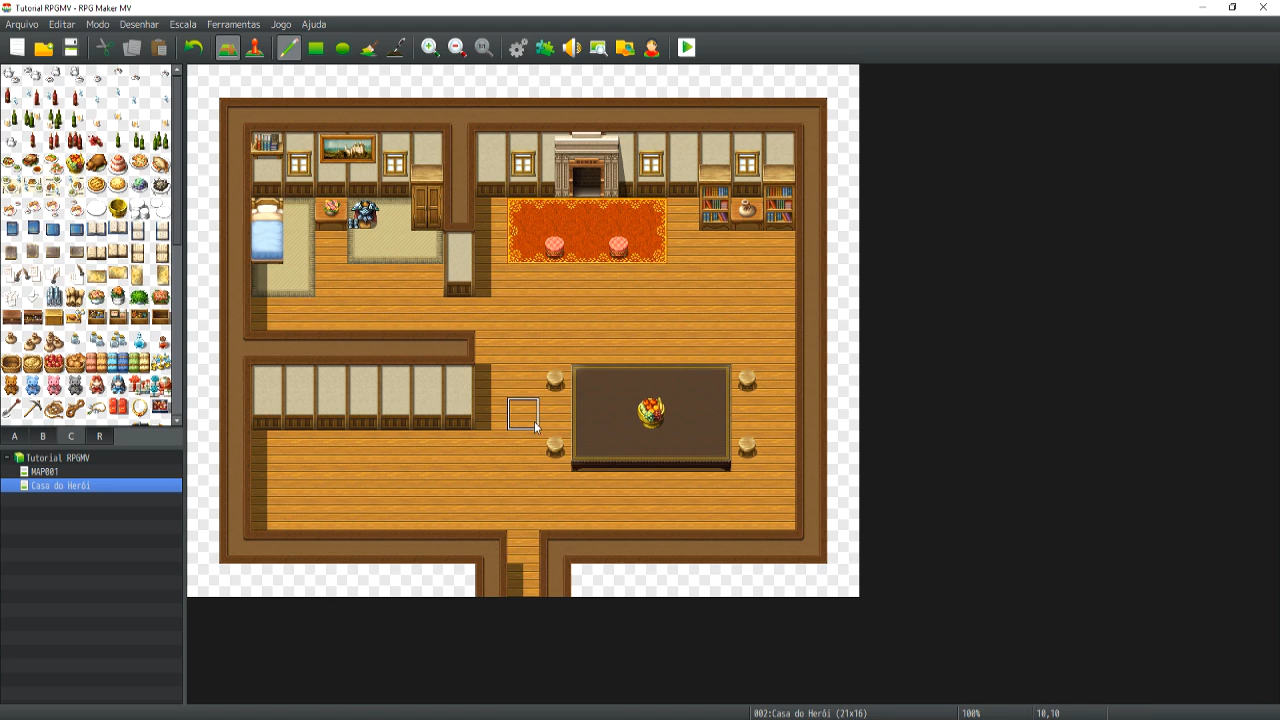 Tutorial RPGMV - RPG Maker MV
Arquivo Editar Modo Desenhar Escala Ferramentas Jogo Ajuda
A B C R
Tutorial RPGMV
MAP001
Casa do Herói
002:Casa do Herói (21x16) 100% 10,10